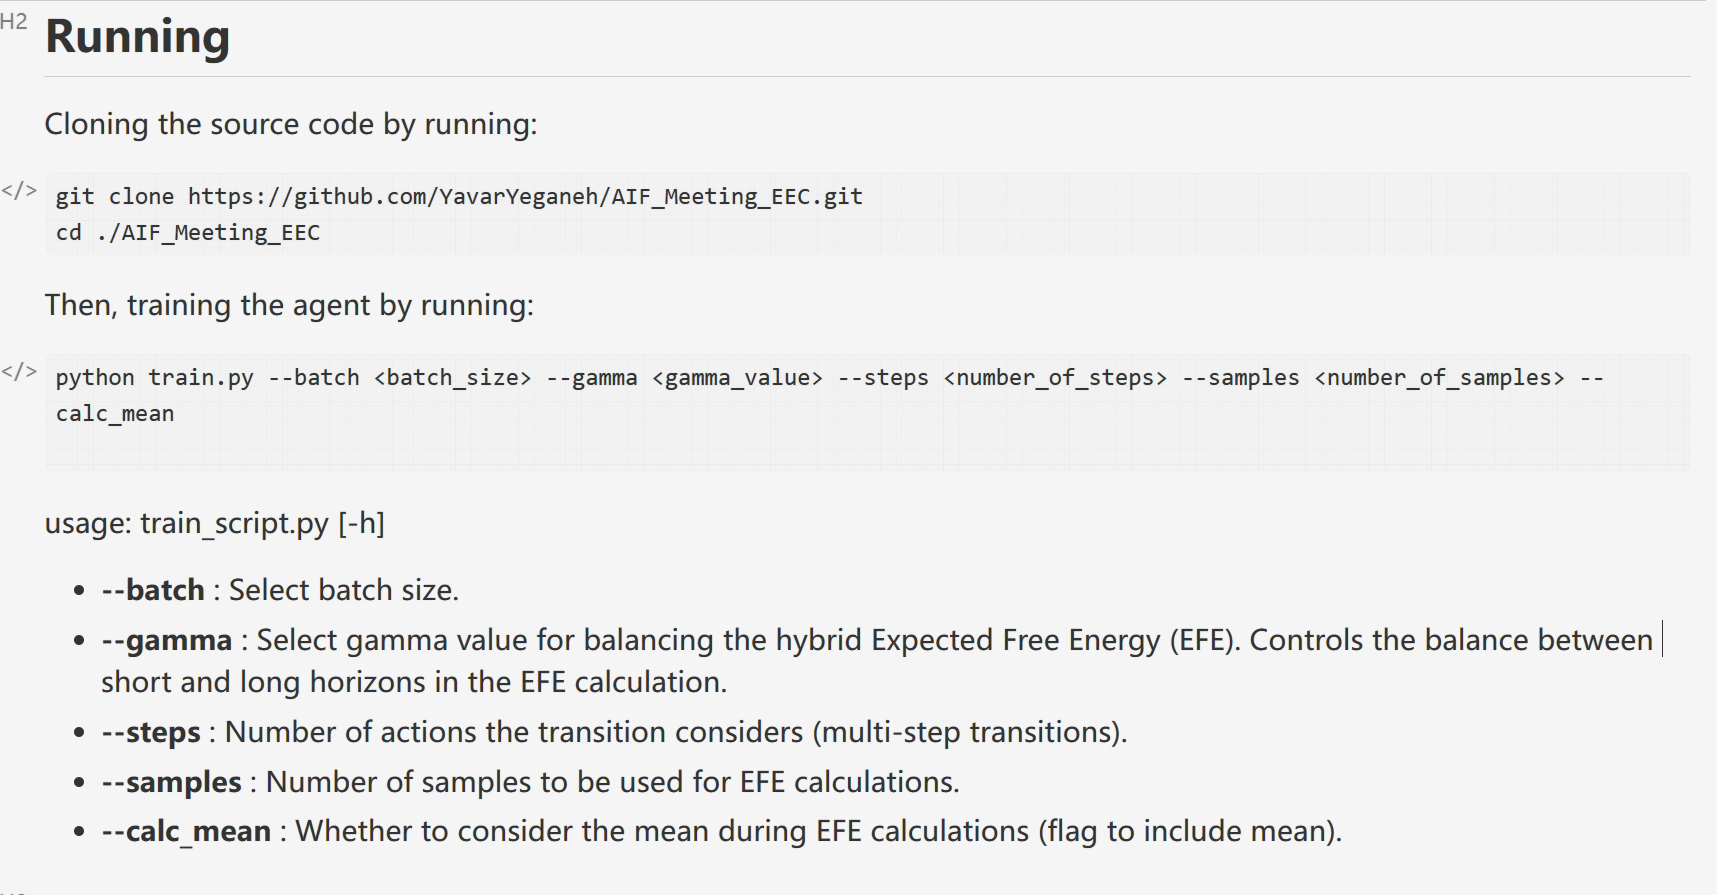 H2
Running
Cloning the source code by running:
</>
git clone https://github.com/YavarYeganeh/AIF_Meeting_EEC.git
cd ./AIF_Meeting_EEC
Then, training the agent by running:
</>
python train.py --batch <batch_size> --gamma <gamma_value> --steps <number_of_steps> --samples <number_of_samples> --
calc_mean
usage: train_script.py [-h]
• --batch : Select batch size.
• --gamma : Select gamma value for balancing the hybrid Expected Free Energy (EFE). Controls the balance between
short and long horizons in the EFE calculation.
• --steps : Number of actions the transition considers (multi-step transitions).
• --samples : Number of samples to be used for EFE calculations.
• --calc_mean : Whether to consider the mean during EFE calculations (flag to include mean).